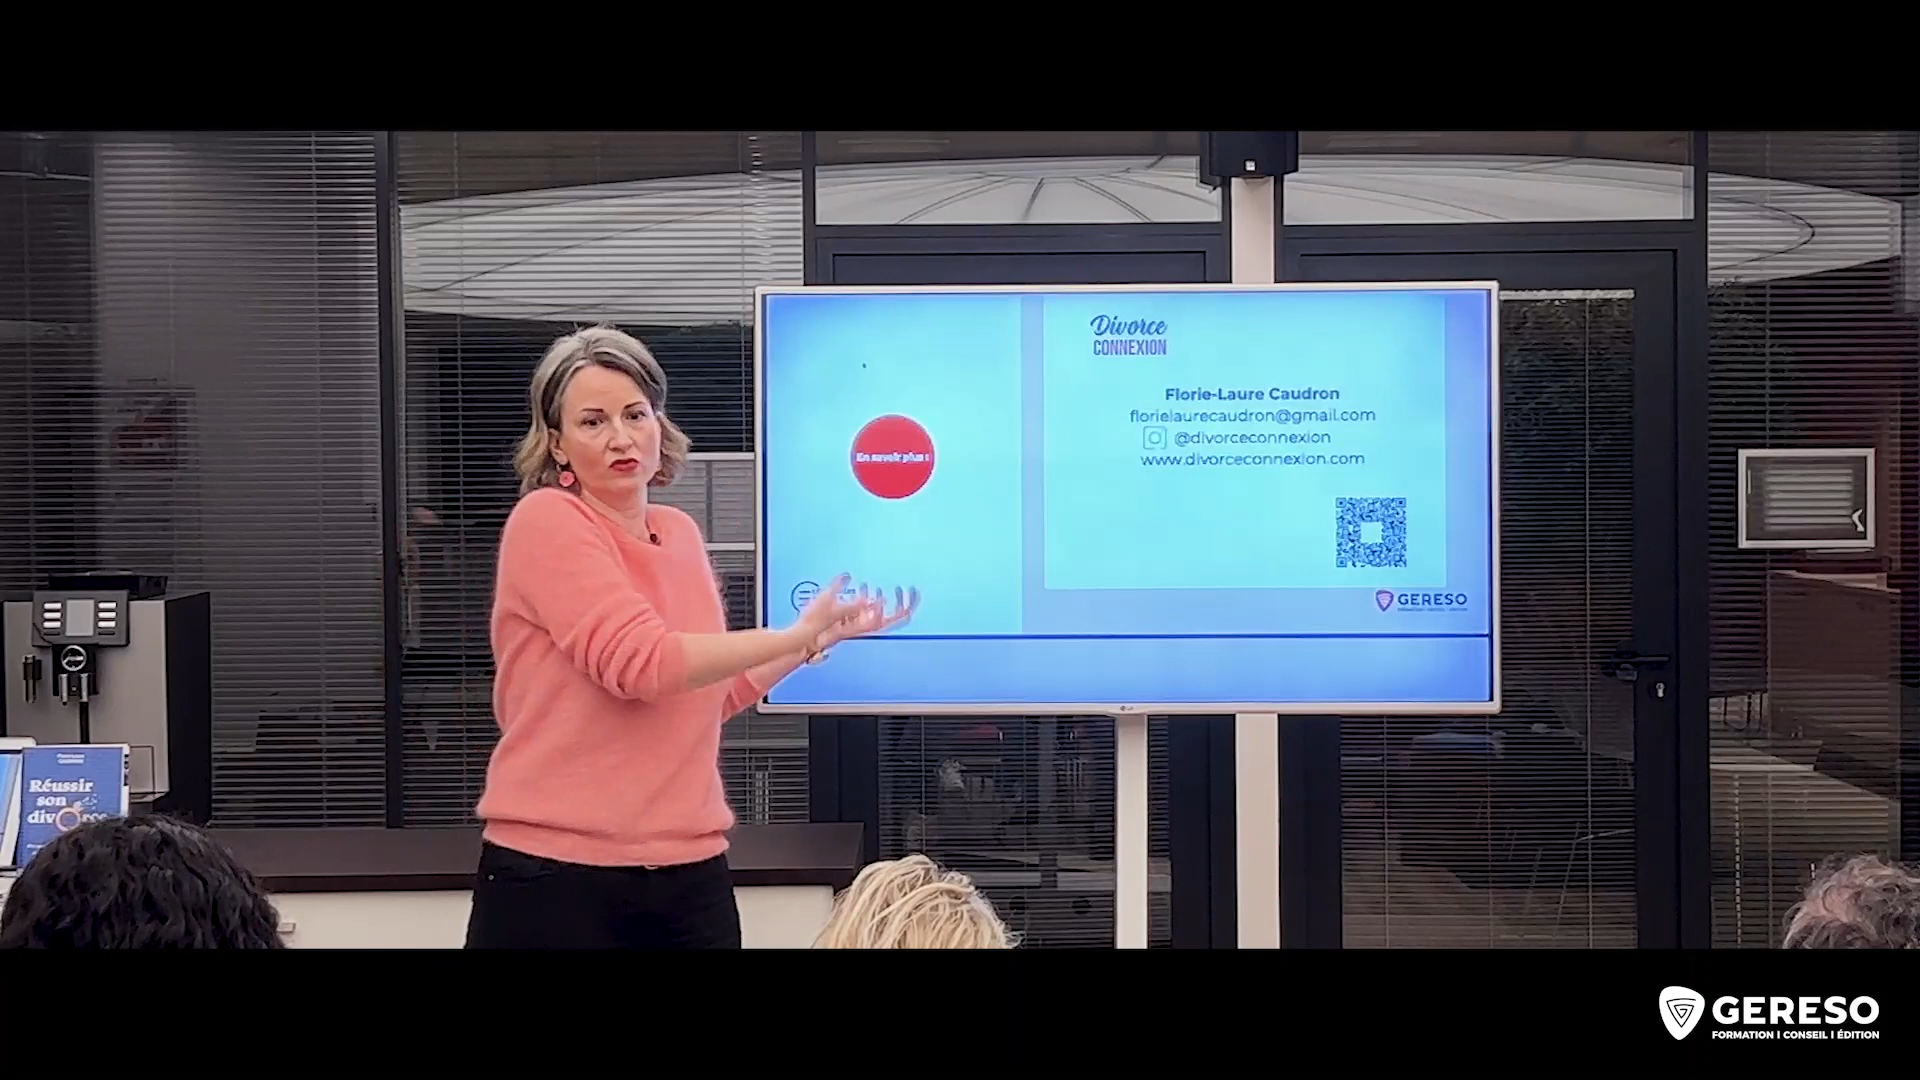 Divorce
CONNEXION
Florie-Laure Caudron
florielaurecaudron@gmail.com
@divorceconnexion
www.divorceconnexion.com
En savoir plus :
GERESO
LG
Réussir
son
divorce
GERESO
FORMATION | CONSEIL | ÉDITION